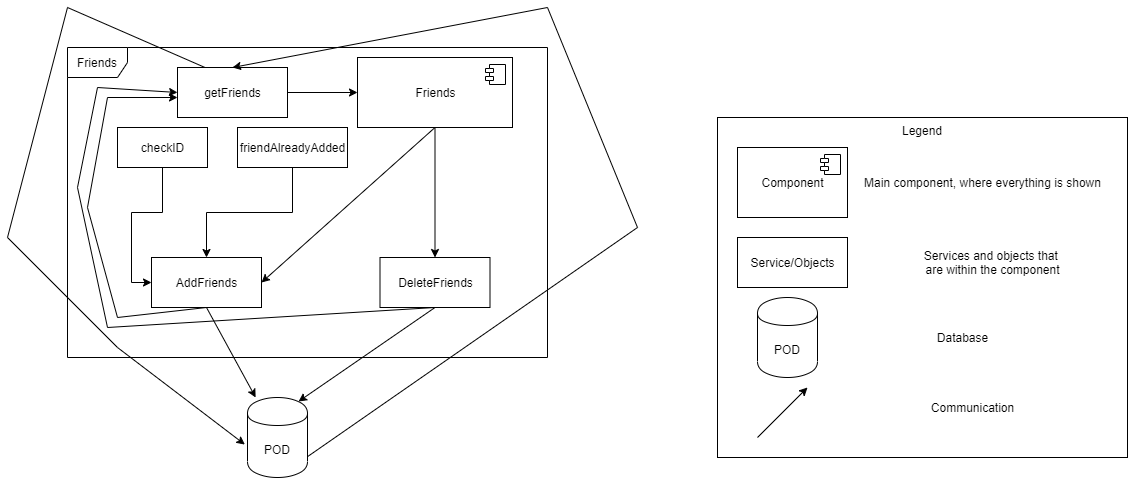 Friends
getFriends
Friends
checkID
friendAlreadyAdded
AddFriends
DeleteFriends
POD
Legend
Component
Main component, where everything is shown
Service/Objects
Services and objects that
are within the component
POD
Database
Communication